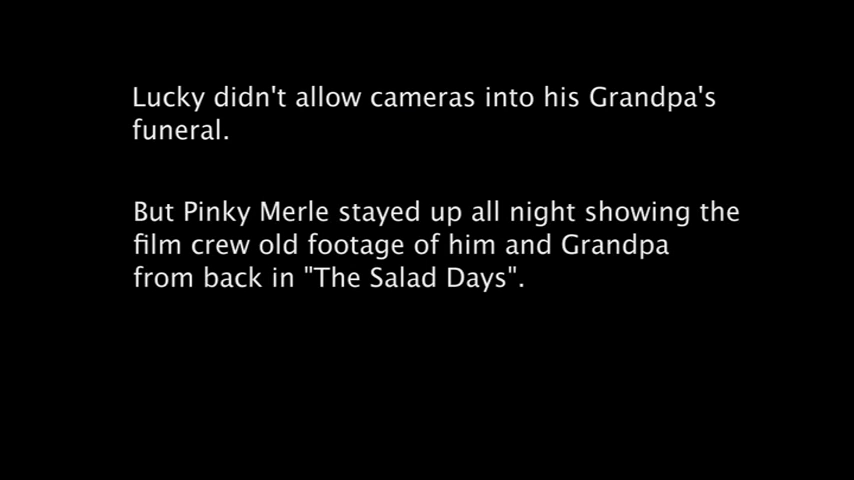 Lucky didn't allow cameras into his Grandpa's
funeral.
But Pinky Merle stayed up all night showing the
film crew old footage of him and Grandpa
from back in "The Salad Days".